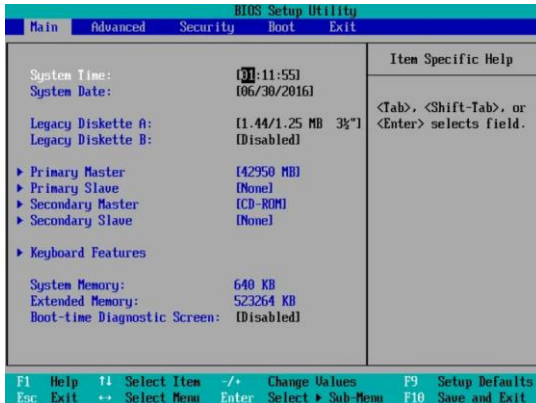 BIOS Setup Utility
Main Advanced Security Boot Exit
Item Specific Help
System Time: [01:11:55]
System Date: [06/30/2016]
<Tab>, <Shift-Tab>, or
<Enter> selects field.
Legacy Diskette A: [1.44/1.25 MB 3½"]
Legacy Diskette B: [Disabled]
Primary Master [42950 MB]
Primary Slave [None]
Secondary Master [CD-ROM]
Secondary Slave [None]
Keyboard Features
System Memory: 640 KB
Extended Memory: 523264 KB
Boot-time Diagnostic Screen: [Disabled]
F1 Help ↑↓ Select Item -/+ Change Values F9 Setup Defaults
Esc Exit ↔ Select Menu Enter Select ▶ Sub-Menu F10 Save and Exit